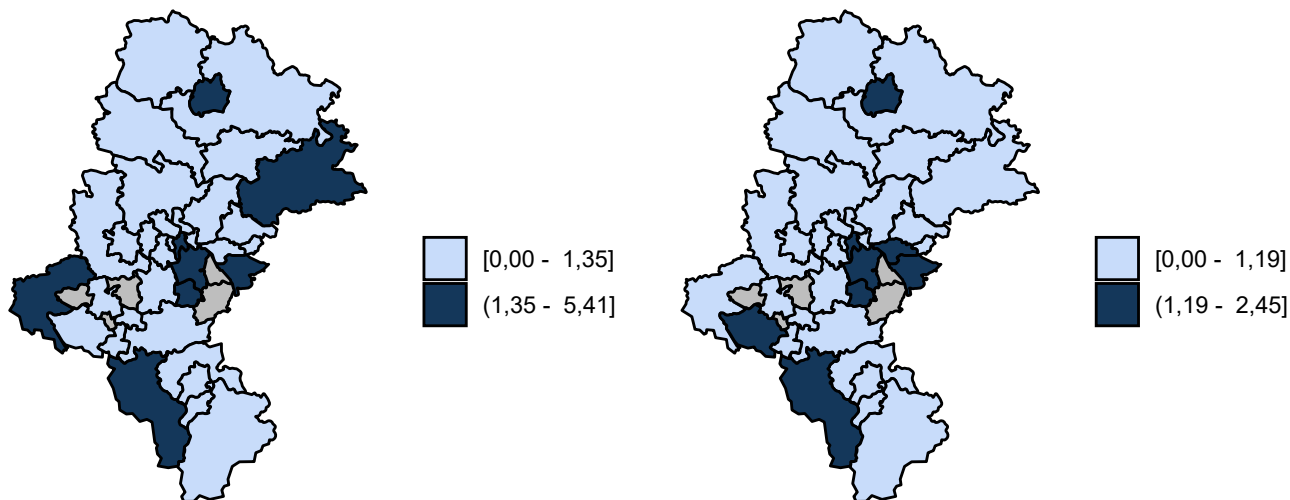 [0,00 - 1,35]
(1,35 - 5,41]
[0,00 - 1,19]
(1,19 - 2,45]